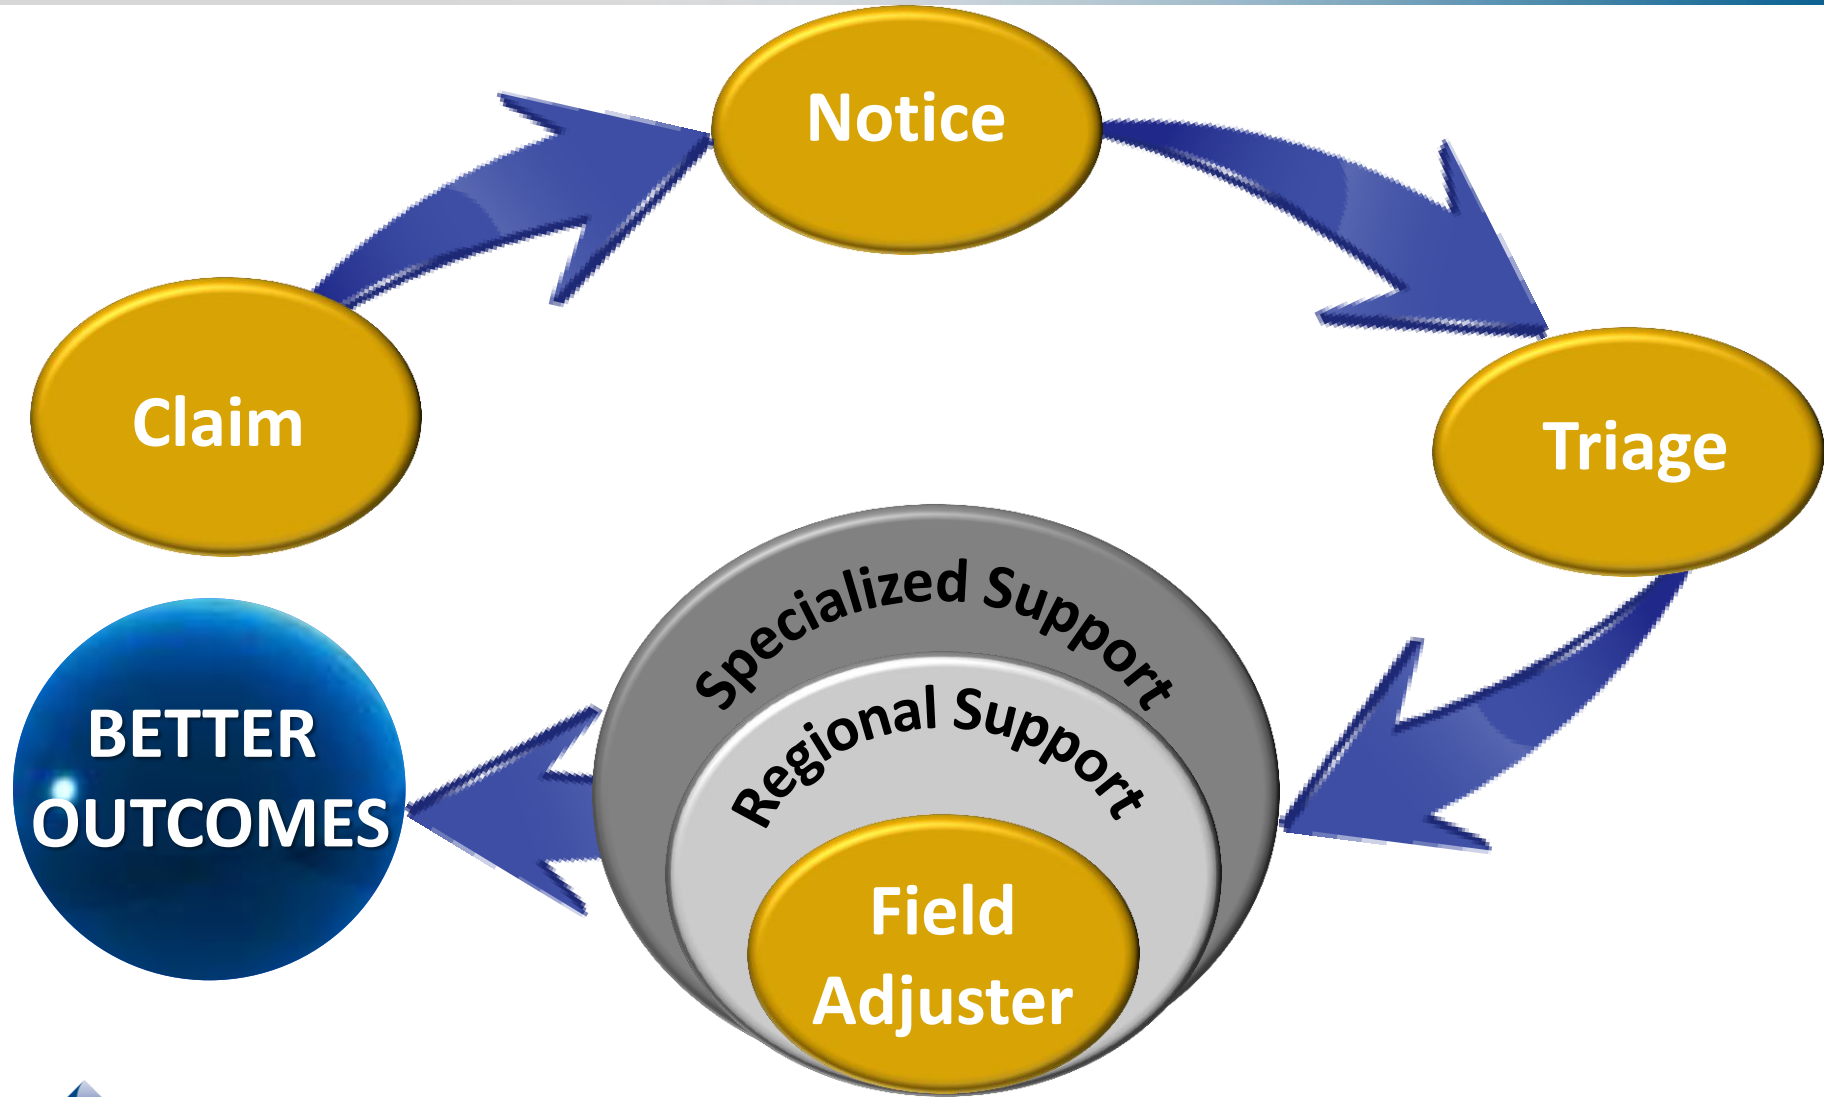 Notice
Claim
Triage
Specialized Support
Regional Support
Field
Adjuster
BETTER
OUTCOMES